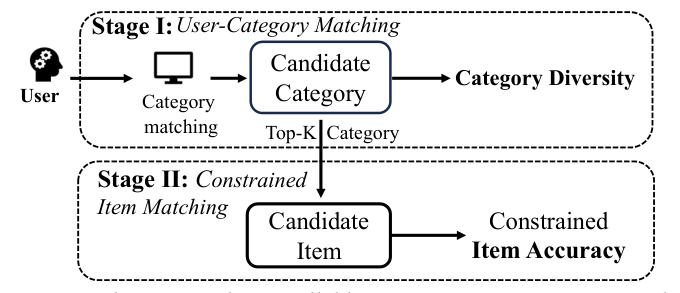 Stage I: User-Category Matching
User
Category
matching
Candidate
Category
Category Diversity
Top-K Category
Stage II: Constrained
Item Matching
Candidate
Item
Constrained
Item Accuracy